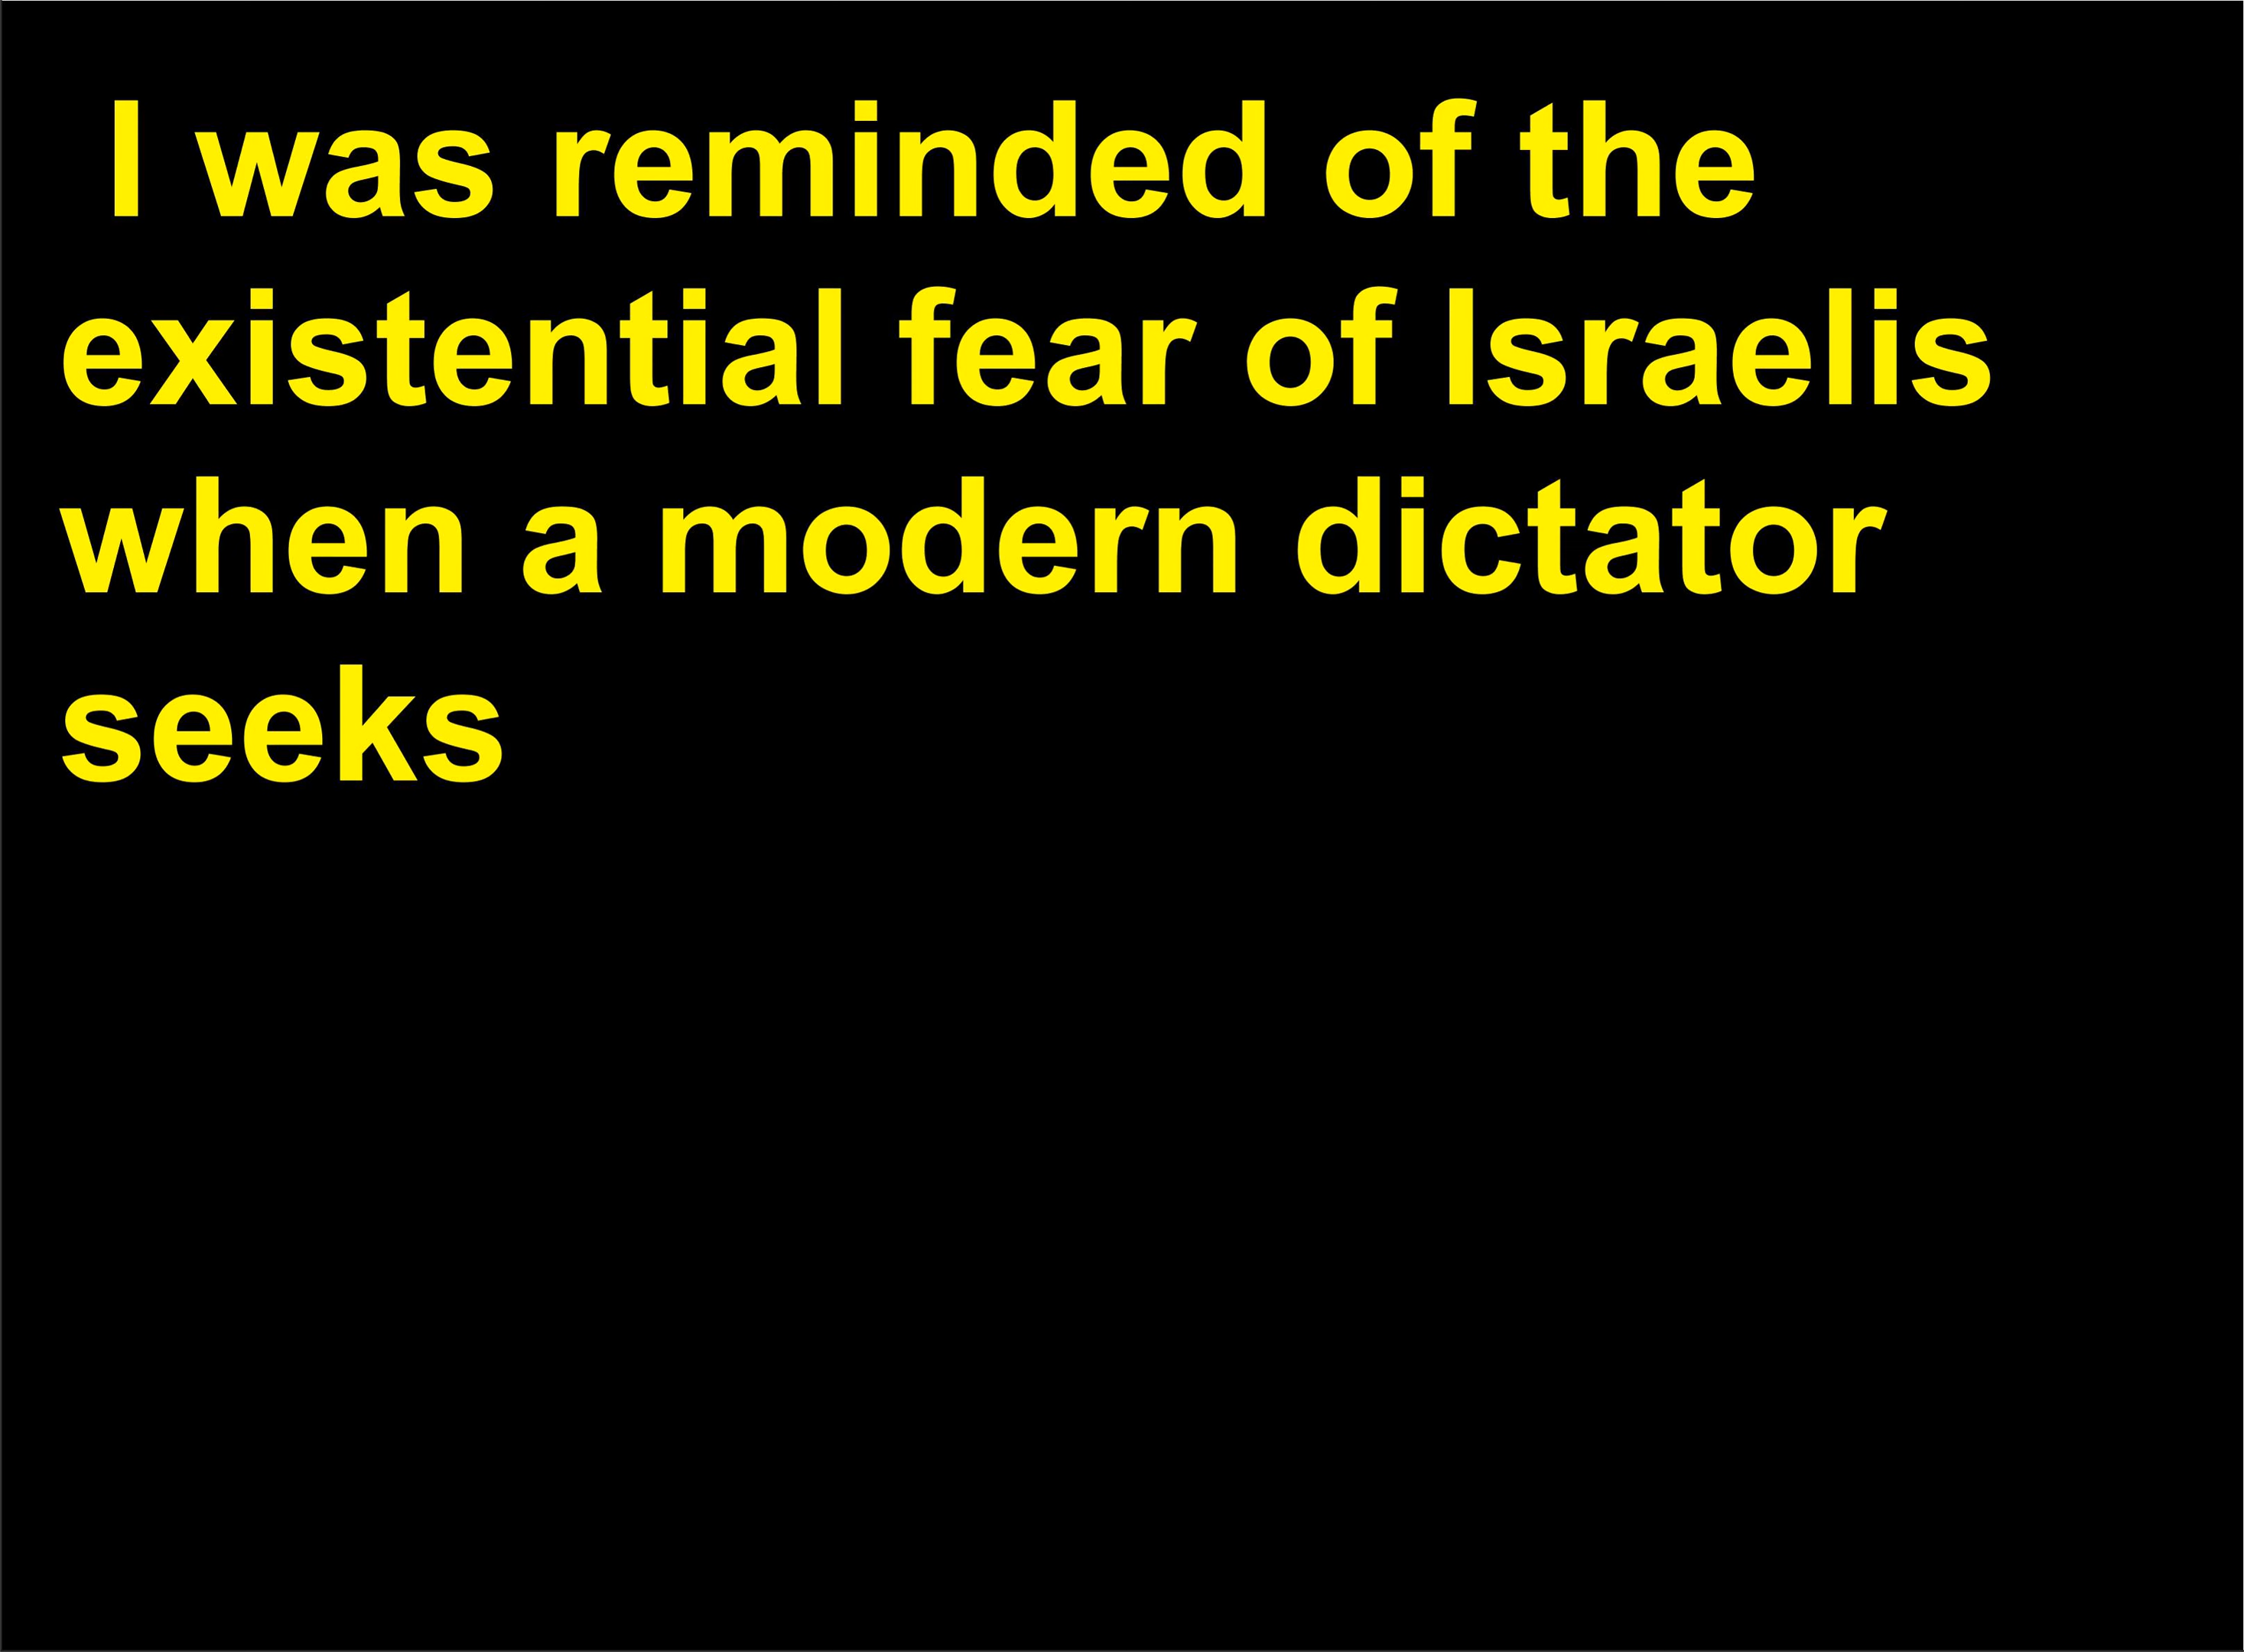 I was reminded of the
existential fear of Israelis
when a modern dictator
seeks